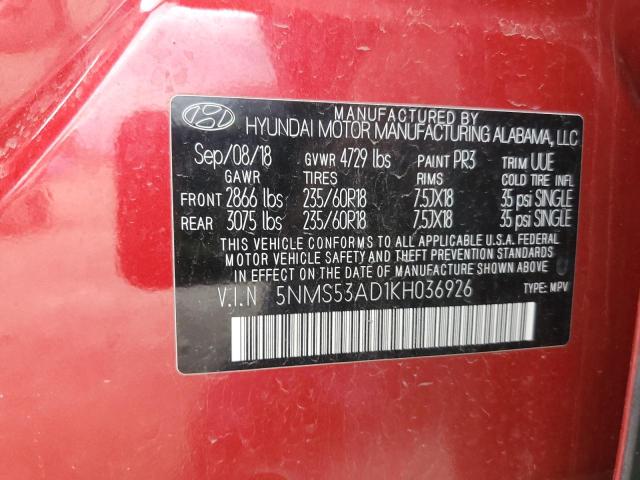 MANUFACTURED BY
HYUNDAI MOTOR MANUFACTURING ALABAMA, LLC
Sep/08/18 GVWR 4729 lbs PAINT PR3 TRIM UUE
GAWR TIRES RIMS COLD TIRE INFL
FRONT 2866 lbs 235/60R18 7.5JX18 35 psi SINGLE
REAR 3075 lbs 235/60R18 7.5JX18 35 psi SINGLE
THIS VEHICLE CONFORMS TO ALL APPLICABLE U.S.A. FEDERAL
MOTOR VEHICLE SAFETY, BUMPER, AND THEFT PREVENTION STANDARDS
IN EFFECT ON THE DATE OF MANUFACTURE SHOWN ABOVE.
V.I.N 5NMS53AD1KH036926 TYPE: MPV